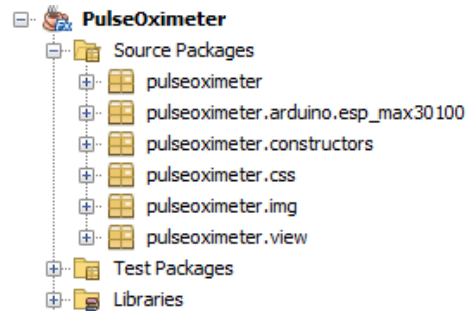 PulseOximeter
Source Packages
pulseoximeter
pulseoximeter.arduino.esp_max30100
pulseoximeter.constructors
pulseoximeter.css
pulseoximeter.img
pulseoximeter.view
Test Packages
Libraries